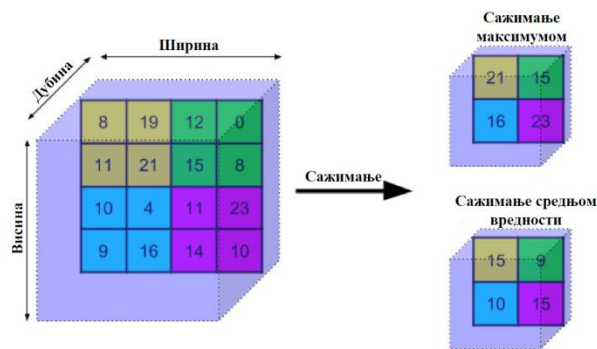 Ширина
Дубина
Висина
8 19 12 0
11 21 15 8
10 4 11 23
9 16 14 10
Сажимање
Сажимање
максимумом
21 15
16 23
Сажимање средњом
вредности
15 9
10 15